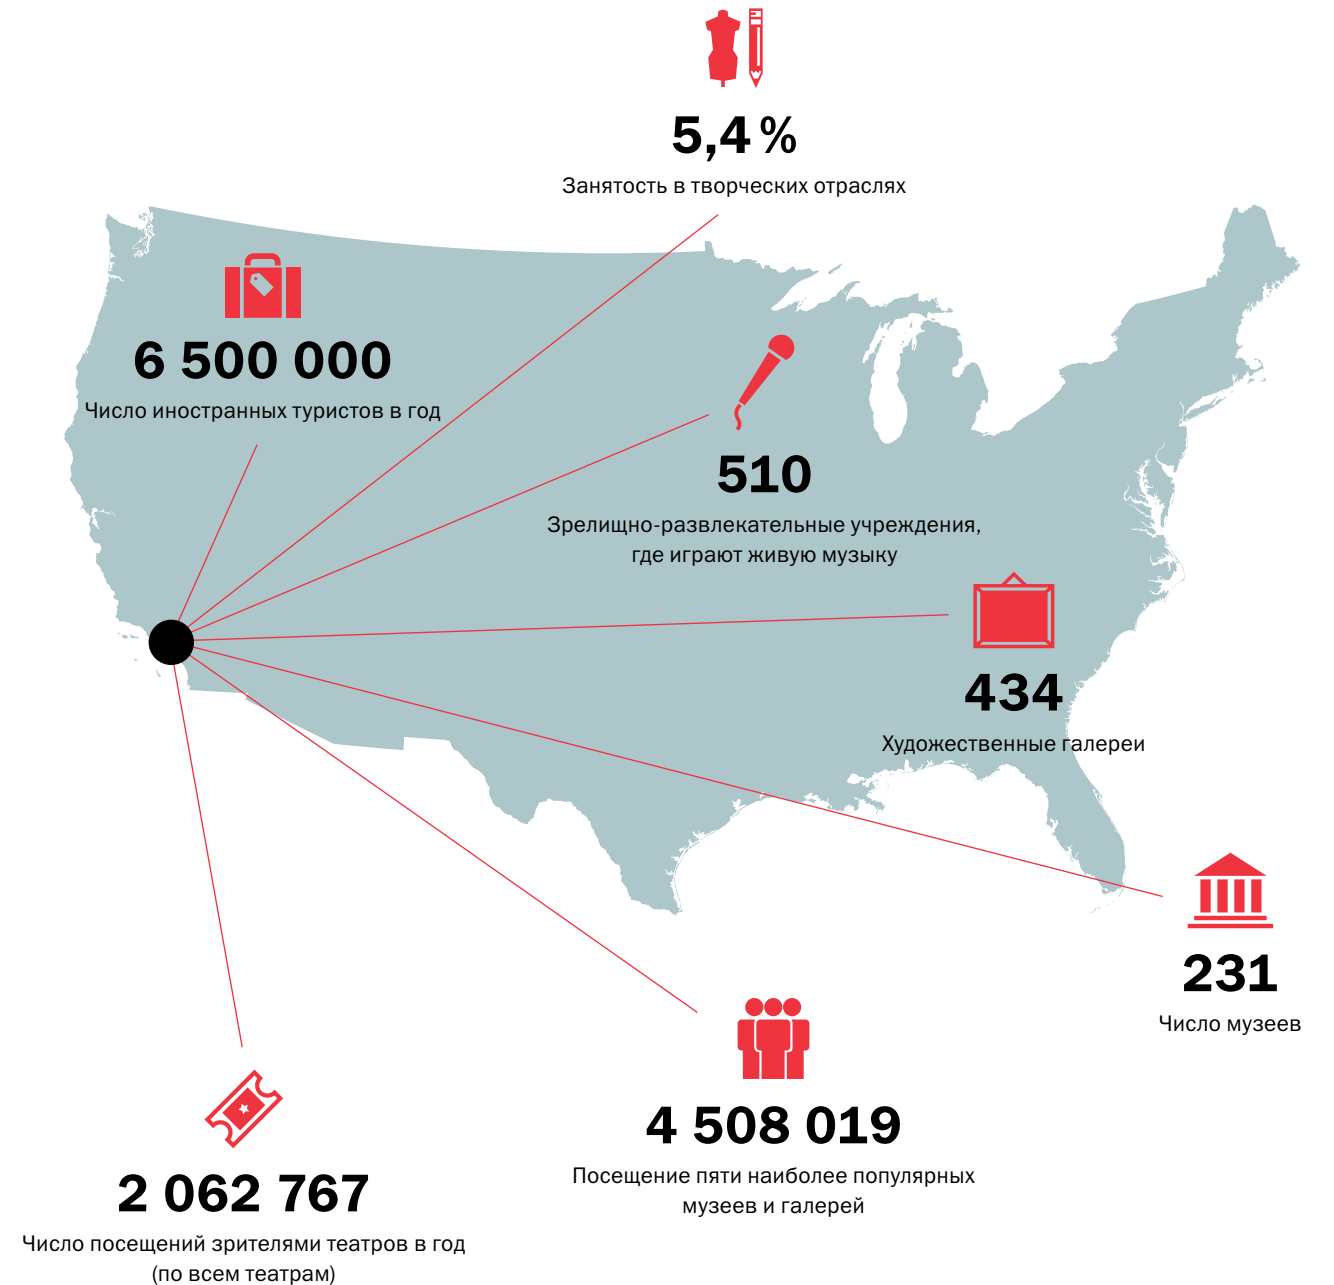 5,4 %
Занятость в творческих отраслях
6 500 000
Число иностранных туристов в год
510
Зрелищно-развлекательные учреждения,
где играют живую музыку
434
Художественные галереи
231
Число музеев
4 508 019
Посещение пяти наиболее популярных
музеев и галерей
2 062 767
Число посещений зрителями театров в год
(по всем театрам)